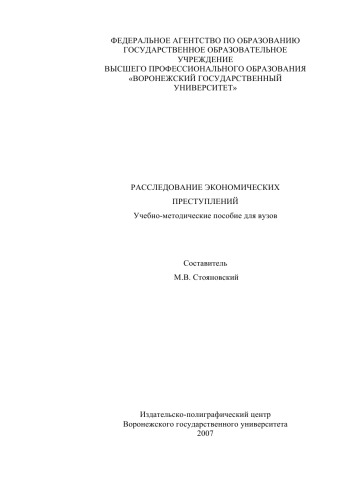 ФЕДЕРАЛЬНОЕ АГЕНТСТВО ПО ОБРАЗОВАНИЮ
ГОСУДАРСТВЕННОЕ ОБРАЗОВАТЕЛЬНОЕ
УЧРЕЖДЕНИЕ
ВЫСШЕГО ПРОФЕССИОНАЛЬНОГО ОБРАЗОВАНИЯ
«ВОРОНЕЖСКИЙ ГОСУДАРСТВЕННЫЙ
УНИВЕРСИТЕТ»
РАССЛЕДОВАНИЕ ЭКОНОМИЧЕСКИХ
ПРЕСТУПЛЕНИЙ
Учебно-методические пособие для вузов
Составитель
М.В. Стояновский
Издательско-полиграфический центр
Воронежского государственного университета
2007